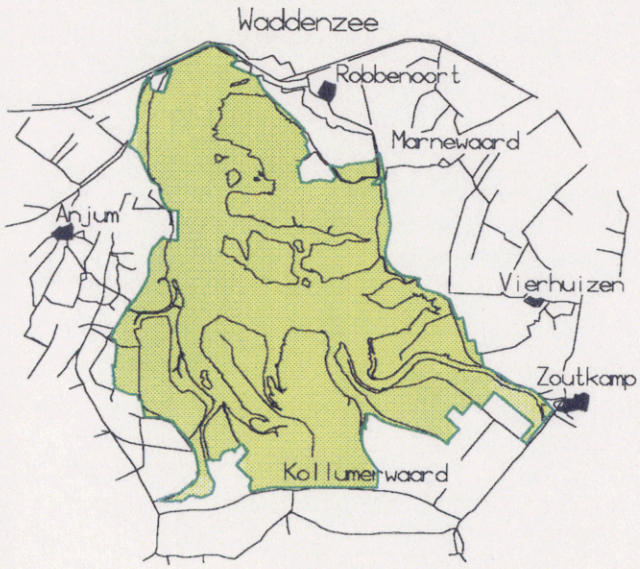 Waddenzee
Robbenoort
Marnewaard
Anjum
Vierhuizen
Zoutkamp
Kollumerwaard